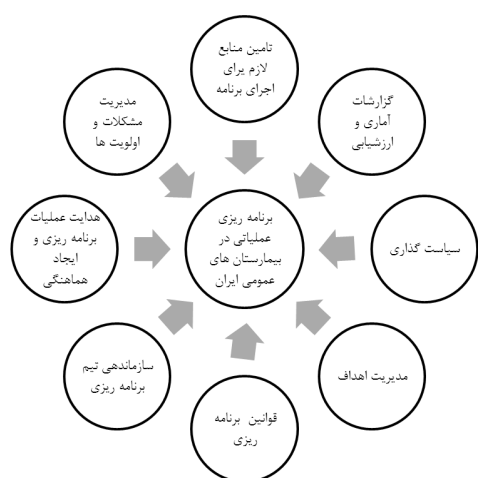 تامین منابع
لازم برای
اجرای برنامه
گزارشات
آماری و
ارزشیابی
سیاست گذاری
مدیریت اهداف
قوانین برنامه
ریزی
سازماندهی تیم
برنامه ریزی
هدایت عملیات
برنامه ریزی و
ایجاد
هماهنگی
مدیریت
مشکلات و
اولویت ها
برنامه ریزی
عملیاتی در
بیمارستان های
عمومی ایران